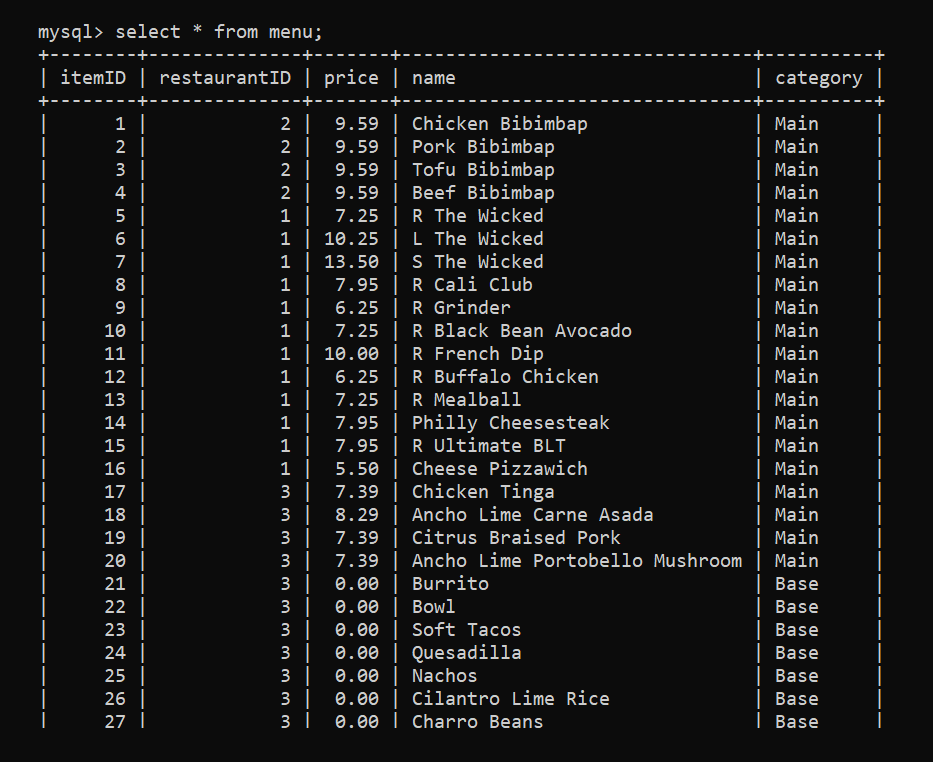 mysql> select * from menu;
+--------+--------------+-------+--------------------------------+----------+
| itemID | restaurantID | price | name                           | category |
+--------+--------------+-------+--------------------------------+----------+
|      1 |            2 |  9.59 | Chicken Bibimbap               | Main     |
|      2 |            2 |  9.59 | Pork Bibimbap                  | Main     |
|      3 |            2 |  9.59 | Tofu Bibimbap                  | Main     |
|      4 |            2 |  9.59 | Beef Bibimbap                  | Main     |
|      5 |            1 |  7.25 | R The Wicked                   | Main     |
|      6 |            1 | 10.25 | L The Wicked                   | Main     |
|      7 |            1 | 13.50 | S The Wicked                   | Main     |
|      8 |            1 |  7.95 | R Cali Club                    | Main     |
|      9 |            1 |  6.25 | R Grinder                      | Main     |
|     10 |            1 |  7.25 | R Black Bean Avocado           | Main     |
|     11 |            1 | 10.00 | R French Dip                   | Main     |
|     12 |            1 |  6.25 | R Buffalo Chicken              | Main     |
|     13 |            1 |  7.25 | R Mealball                     | Main     |
|     14 |            1 |  7.95 | Philly Cheesesteak             | Main     |
|     15 |            1 |  7.95 | R Ultimate BLT                 | Main     |
|     16 |            1 |  5.50 | Cheese Pizzawich               | Main     |
|     17 |            3 |  7.39 | Chicken Tinga                  | Main     |
|     18 |            3 |  8.29 | Ancho Lime Carne Asada         | Main     |
|     19 |            3 |  7.39 | Citrus Braised Pork            | Main     |
|     20 |            3 |  7.39 | Ancho Lime Portobello Mushroom | Main     |
|     21 |            3 |  0.00 | Burrito                        | Base     |
|     22 |            3 |  0.00 | Bowl                           | Base     |
|     23 |            3 |  0.00 | Soft Tacos                     | Base     |
|     24 |            3 |  0.00 | Quesadilla                     | Base     |
|     25 |            3 |  0.00 | Nachos                         | Base     |
|     26 |            3 |  0.00 | Cilantro Lime Rice             | Base     |
|     27 |            3 |  0.00 | Charro Beans                   | Base     |